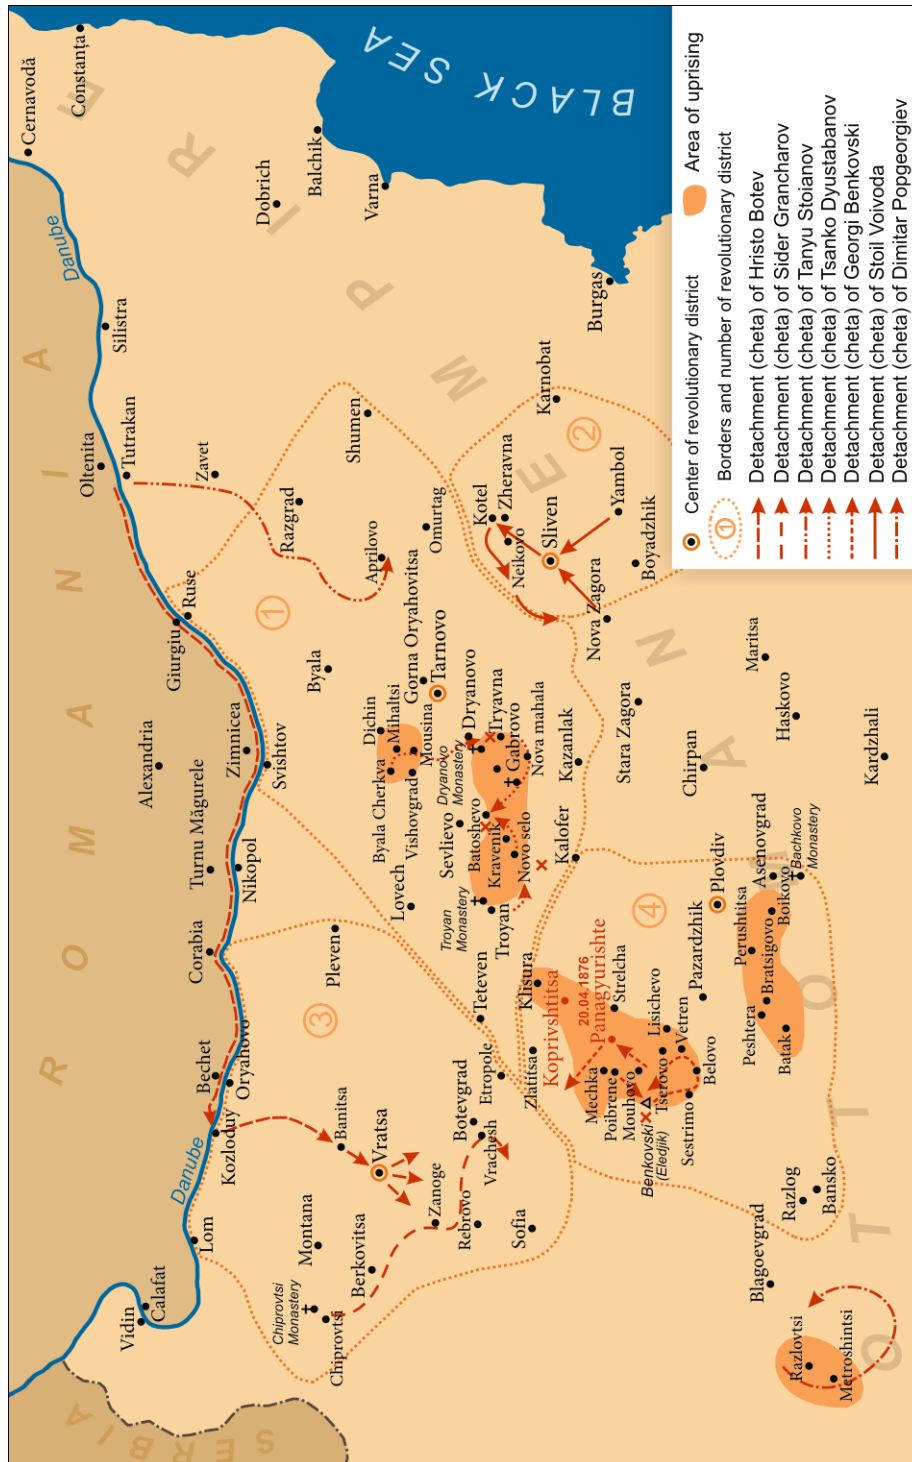 ROMANIA
SERBIA
OTTOMAN EMPIRE
BLACK SEA
Danube
Danube
Vidin
Calafat
Lom
Kozloduy
Bechet
Oryahovo
Corabia
Turnu Măgurele
Nikopol
Alexandria
Zimnicea
Svishtov
Giurgiu
Ruse
Oltenita
Tutrakan
Silistra
Cernavodă
Constanța
Zavet
Razgrad
Dobrich
Balchik
Varna
Shumen
Aprilovo
Omurtag
Byala
①
Chiprovtsi
Monastery
Chiprovtsi
Montana
Berkovitsa
Banitsa
Vratsa
Zanoge
Rebrovo
Botevgrad
Vrachesh
Etropole
Sofia
Pleven
③
Teteven
Lovech
Troyan
Monastery
Troyan
Sevlievo
Batoshevo
Kravenik
Novo selo
Byala Cherkva
Vishovgrad
Dichin
Mihaltsi
Mousina
Gorna Oryahovitsa
Tarnovo
Dryanovo
Monastery
Dryanovo
Tryavna
Gabrovo
Nova mahala
Kotel
Zheravna
Neikovo
Sliven
②
Karnobat
Yambol
Burgas
Boyadzhik
Nova Zagora
Stara Zagora
Kazanlak
Kalofer
Chirpan
Maritsa
Haskovo
Kardzhali
Zlatitsa
Klisura
Koprivshtitsa
20.04.1876
Panagyurishte
Strelcha
Mechka
Poibrene
Mouhovo
Lisichevo
Tserovo
Vetren
Benkovski
(Eledjik)
Sestrimo
Belovo
Pazardzhik
④
Plovdiv
Perushtitsa
Asenovgrad
Bachkovo
Monastery
Boikovo
Bratsigovo
Peshtera
Batak
Razlog
Bansko
Blagoevgrad
Razlovtsi
Metroshintsi
Center of revolutionary district
Area of uprising
① Borders and number of revolutionary district
Detachment (cheta) of Hristo Botev
Detachment (cheta) of Sider Grancharov
Detachment (cheta) of Tanyu Stoianov
Detachment (cheta) of Tsanko Dyustabanov
Detachment (cheta) of Georgi Benkovski
Detachment (cheta) of Stoil Voivoda
Detachment (cheta) of Dimitar Popgeorgiev